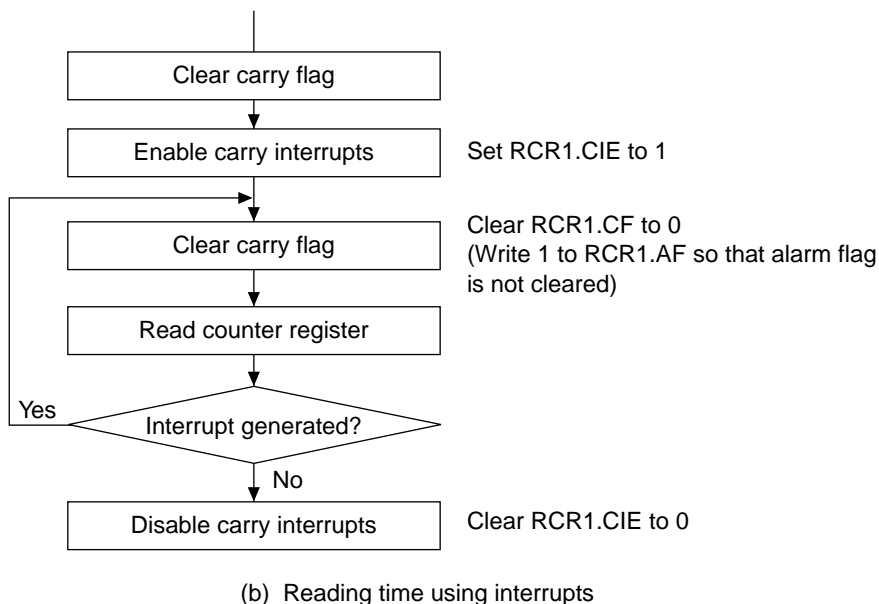 Clear carry flag
Enable carry interrupts
Set RCR1.CIE to 1
Clear carry flag
Clear RCR1.CF to 0
(Write 1 to RCR1.AF so that alarm flag
is not cleared)
Read counter register
Yes
Interrupt generated?
No
Disable carry interrupts
Clear RCR1.CIE to 0
(b) Reading time using interrupts